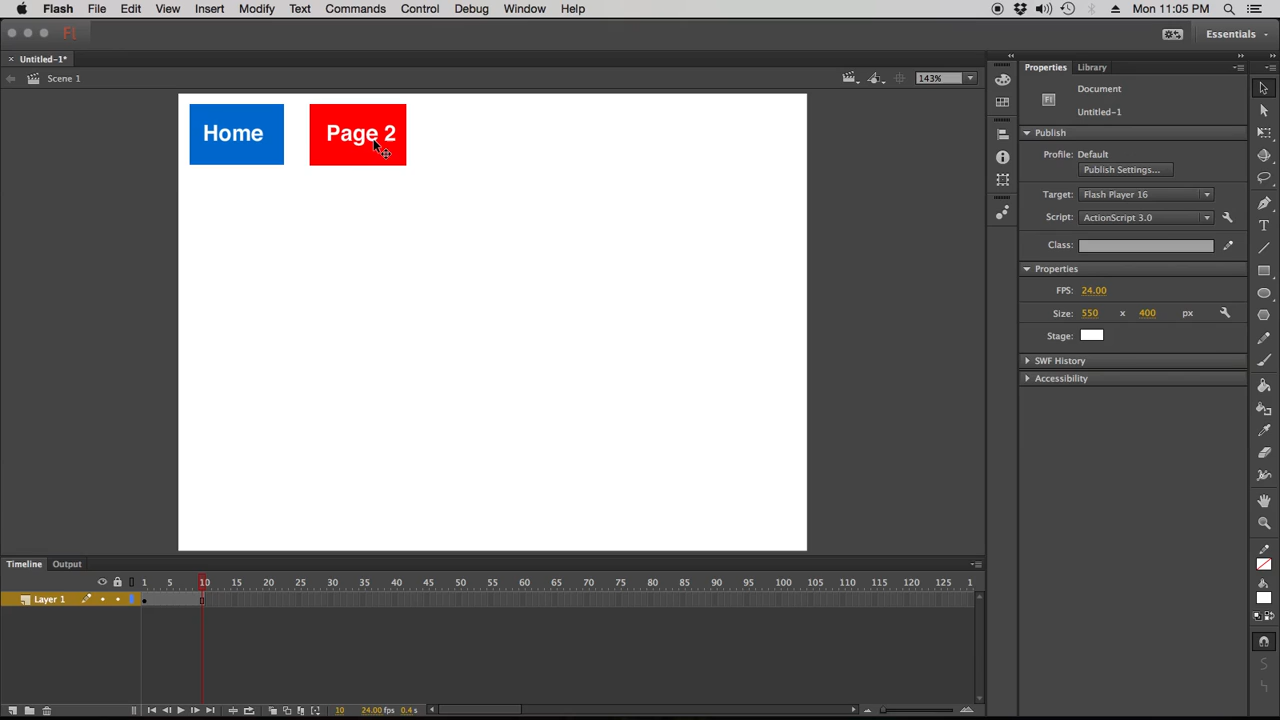 Flash File Edit View Insert Modify Text Commands Control Debug Window Help Mon 11:05 PM
Fl Essentials
× Untitled-1*
Scene 1 143%
Home Page 2
Properties Library
Document
Fl
Untitled-1
Publish
Profile: Default
Publish Settings...
Target: Flash Player 16
Script: ActionScript 3.0
Class:
Properties
FPS: 24.00
Size: 550 x 400 px
Stage:
SWF History
Accessibility
Timeline Output
1 5 10 15 20 25 30 35 40 45 50 55 60 65 70 75 80 85 90 95 100 105 110 115 120 125 1
Layer 1
10 24.00 fps 0.4 s